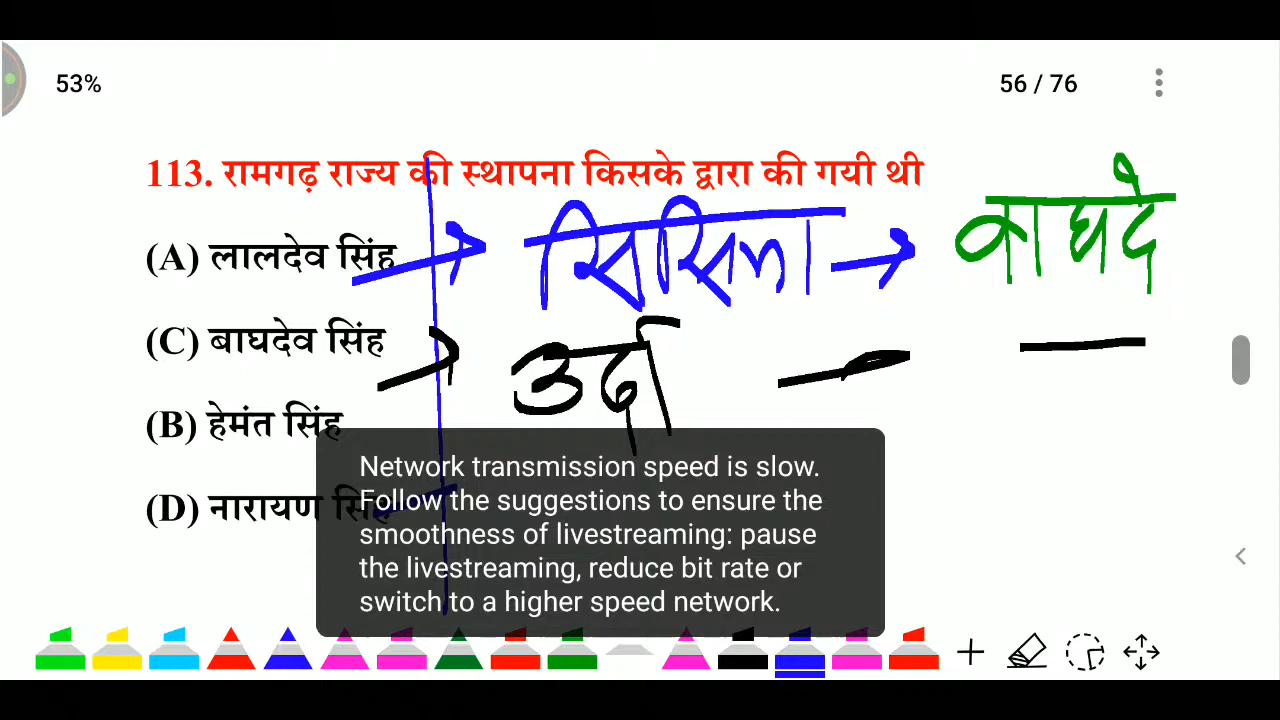 53%
56 / 76
113. रामगढ़ राज्य की स्थापना किसके द्वारा की गयी थी
(A) लालदेव सिंह
सिसिला
बाघदे
(C) बाघदेव सिंह
उर्दा
(B) हेमंत सिंह
(D) नारायण सिंह
Network transmission speed is slow.
Follow the suggestions to ensure the
smoothness of livestreaming: pause
the livestreaming, reduce bit rate or
switch to a higher speed network.